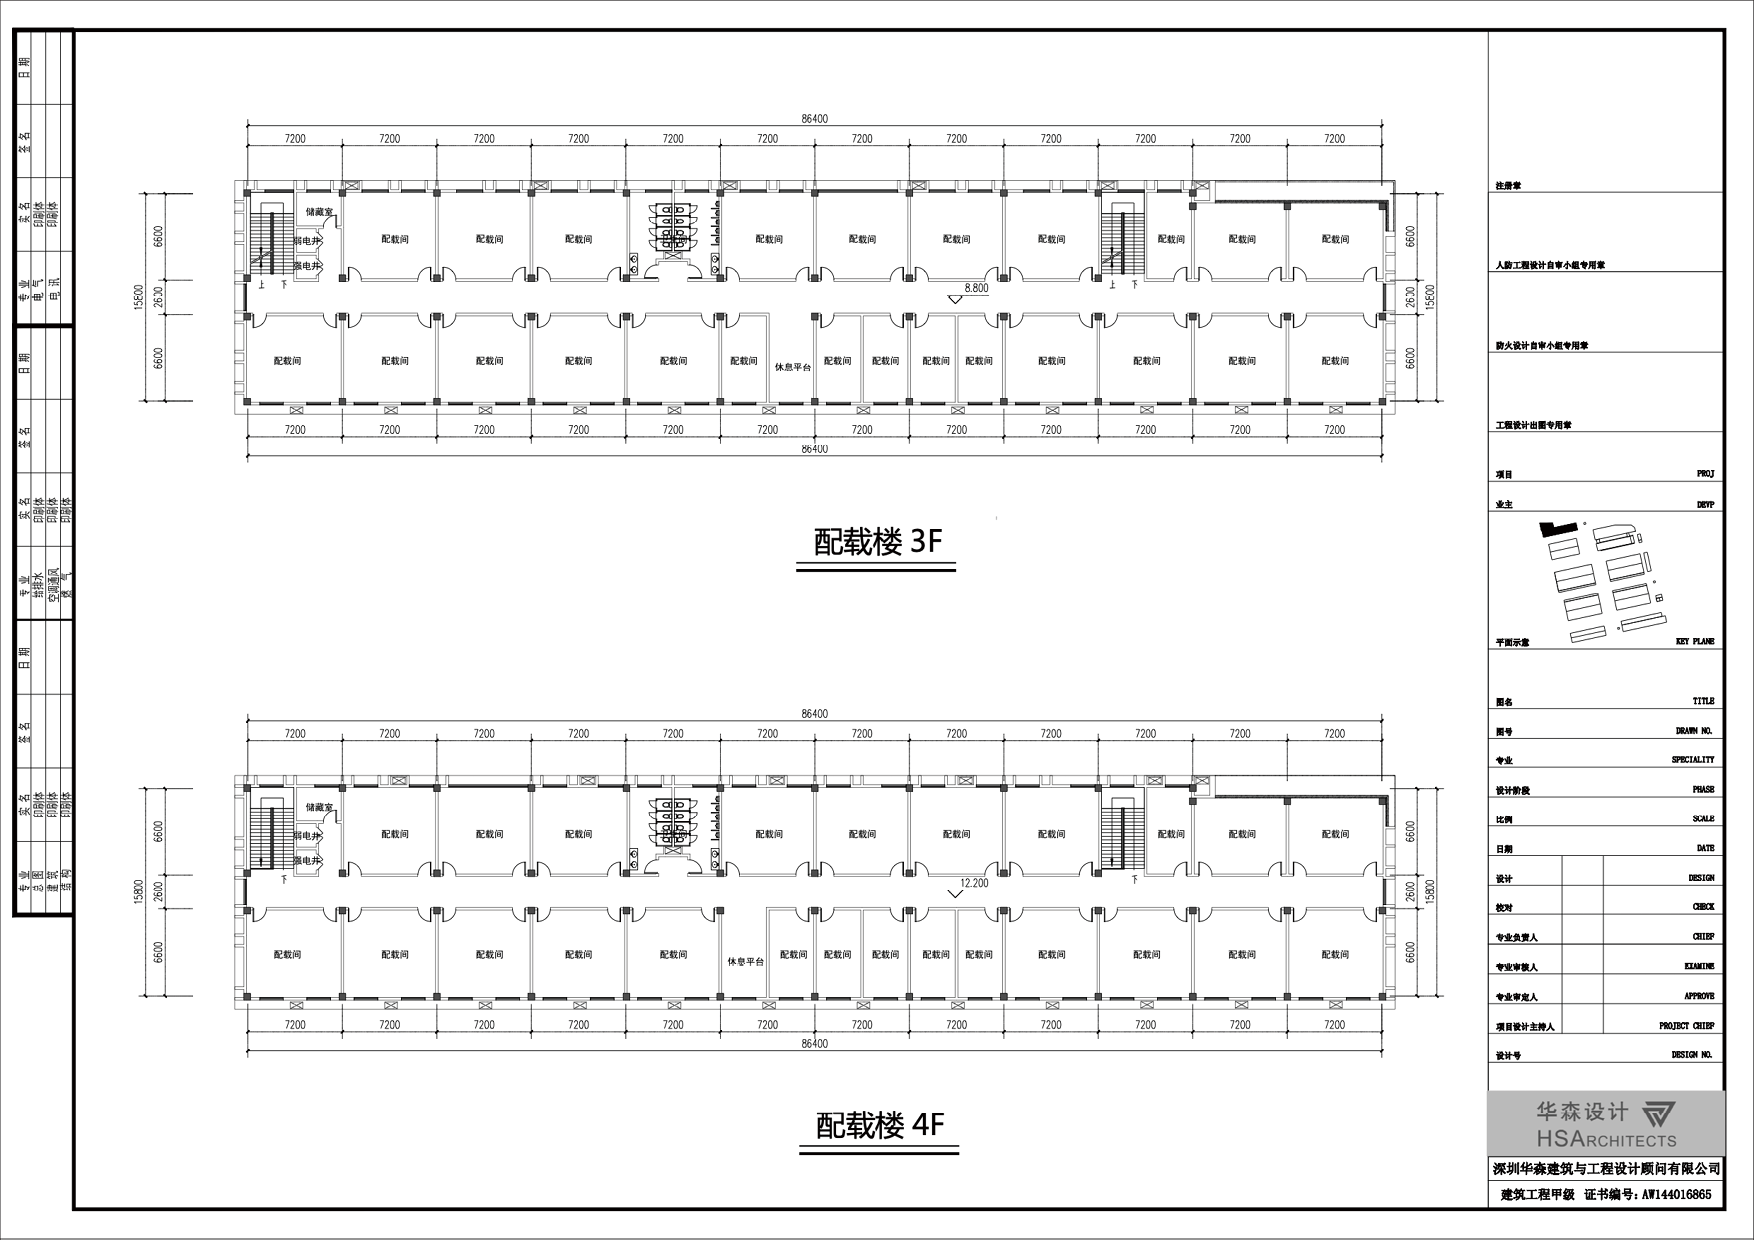 日期
签名
实名
印刷体
印刷体
专业
电气
电讯
日期
签名
实名
印刷体
印刷体
印刷体
专业
给排水
空调通风
燃气
日期
签名
实名
印刷体
印刷体
印刷体
专业
总图
建筑
结构
86400
7200 7200 7200 7200 7200 7200 7200 7200 7200 7200 7200 7200
15800
6600
2600
6600
储藏室
弱电井
强电井
上 下
配载间 配载间 配载间 配载间 配载间 配载间 配载间 配载间 配载间 配载间
上 下
8.800
配载间 配载间 配载间 配载间 配载间 配载间 休息平台 配载间 配载间 配载间 配载间 配载间 配载间 配载间 配载间
6600
2600
6600
15800
7200 7200 7200 7200 7200 7200 7200 7200 7200 7200 7200 7200
86400
配载楼 3F
86400
7200 7200 7200 7200 7200 7200 7200 7200 7200 7200 7200 7200
15800
6600
2600
6600
储藏室
弱电井
强电井
下
配载间 配载间 配载间 配载间 配载间 配载间 配载间 配载间 配载间 配载间
下
12.200
配载间 配载间 配载间 配载间 配载间 休息平台 配载间 配载间 配载间 配载间 配载间 配载间 配载间 配载间 配载间
6600
2600
6600
15800
7200 7200 7200 7200 7200 7200 7200 7200 7200 7200 7200 7200
86400
配载楼 4F
注册章
人防工程设计自审小组专用章
防火设计自审小组专用章
工程设计出图专用章
项目 PROJ
业主 DEVP
平面示意 KEY PLANE
图名 TITLE
图号 DRAWN NO.
专业 SPECIALITY
设计阶段 PHASE
比例 SCALE
日期 DATE
设计 DESIGN
校对 CHECK
专业负责人 CHIEF
专业审核人 EXAMINE
专业审定人 APPROVE
项目设计主持人 PROJECT CHIEF
设计号 DESIGN NO.
华森设计
HSARCHITECTS
深圳华森建筑与工程设计顾问有限公司
建筑工程甲级 证书编号: AW144016865